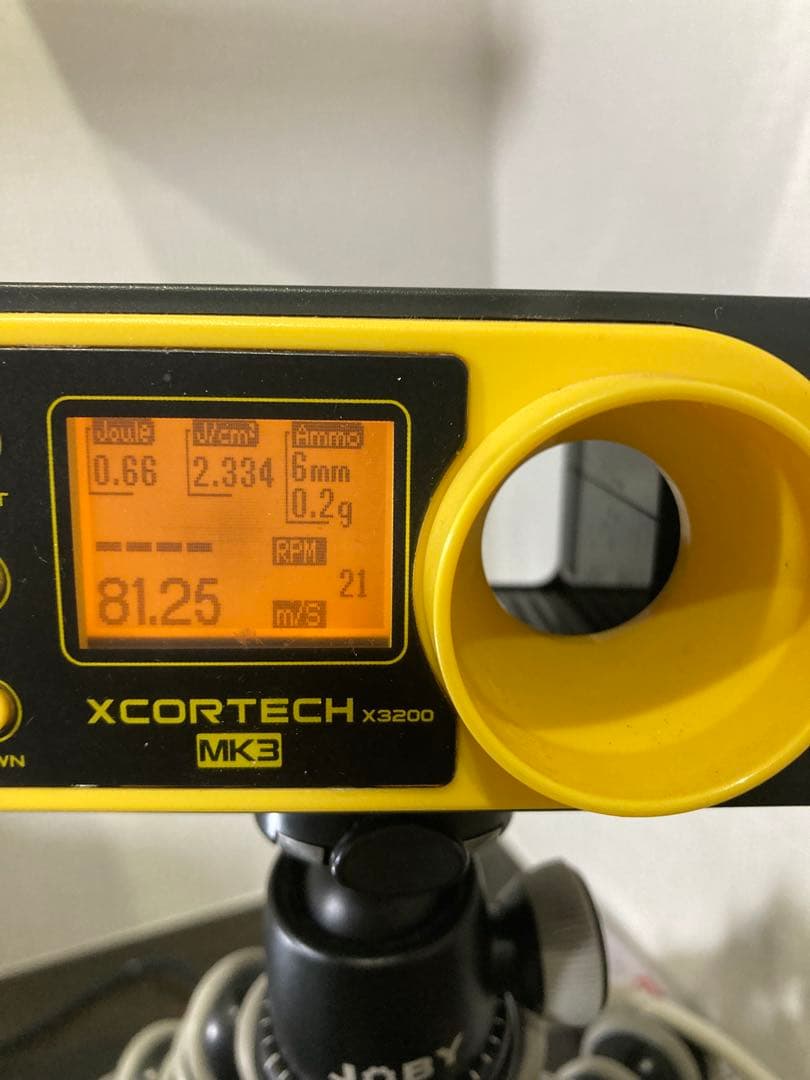 Joule J/cm² Ammo
0.66 2.334 6mm
0.2g
---- RPM
21
81.25 m/s
XCORTECH X3200
MK3
WN
JOBY